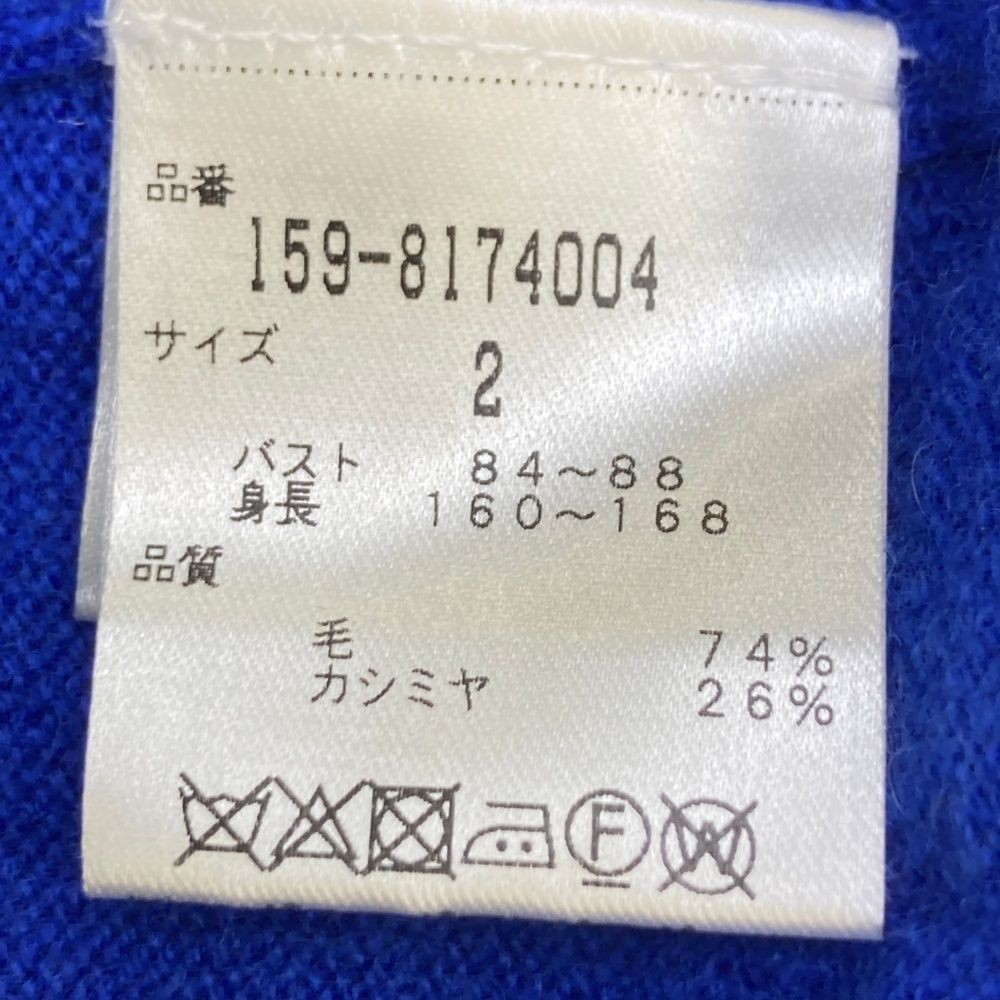 品番
159-8174004
サイズ 2
バスト 84～88
身長 160～168
品質
毛 74%
カシミヤ 26%
F W